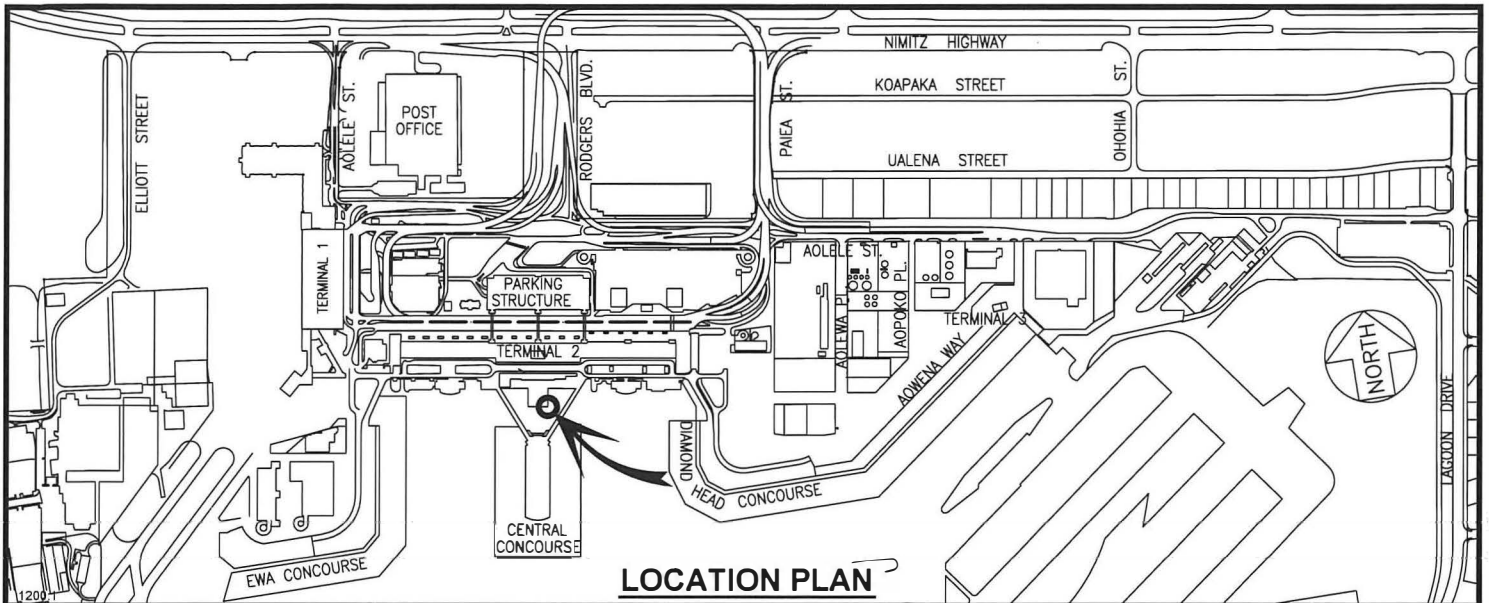 NIMITZ HIGHWAY
KOAPAKA STREET
UALENA STREET
ELLIOTT STREET
AOLELE ST.
POST
OFFICE
RODGERS BLVD.
PAIEA ST.
OHOHIA ST.
TERMINAL 1
PARKING
STRUCTURE
TERMINAL 2
AOLELE ST.
AOLEWA PL.
AOPOKO PL.
TERMINAL 3
AOWENA WAY
NORTH
LAGOON DRIVE
DIAMOND
HEAD CONCOURSE
CENTRAL
CONCOURSE
EWA CONCOURSE
LOCATION PLAN